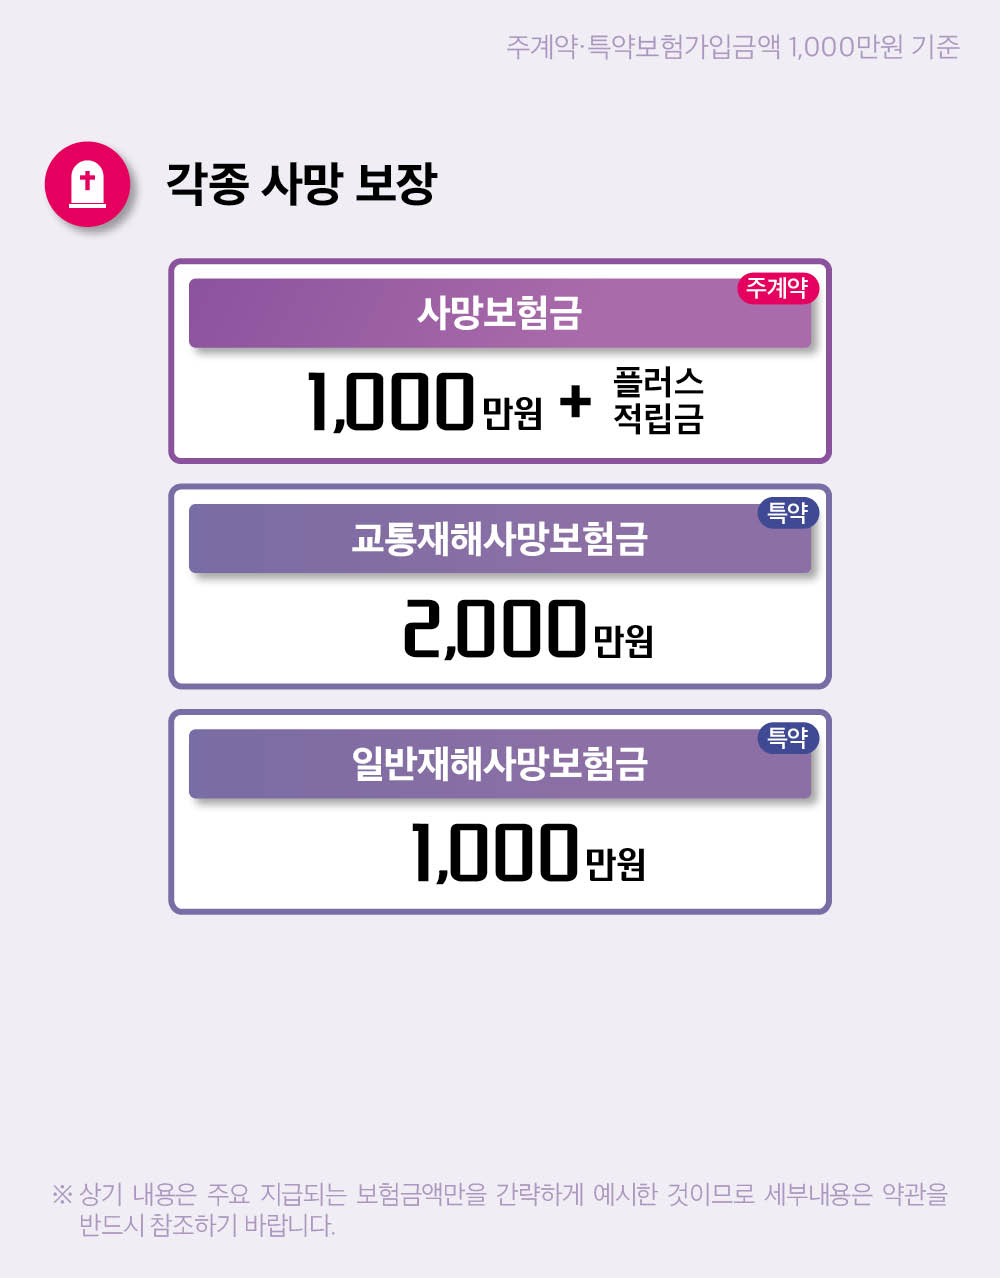 주계약·특약보험가입금액 1,000만원 기준
각종 사망 보장
주계약
사망보험금
1,000만원 + 플러스
적립금
특약
교통재해사망보험금
2,000만원
특약
일반재해사망보험금
1,000만원
※ 상기 내용은 주요 지급되는 보험금액만을 간략하게 예시한 것이므로 세부내용은 약관을
반드시 참조하기 바랍니다.